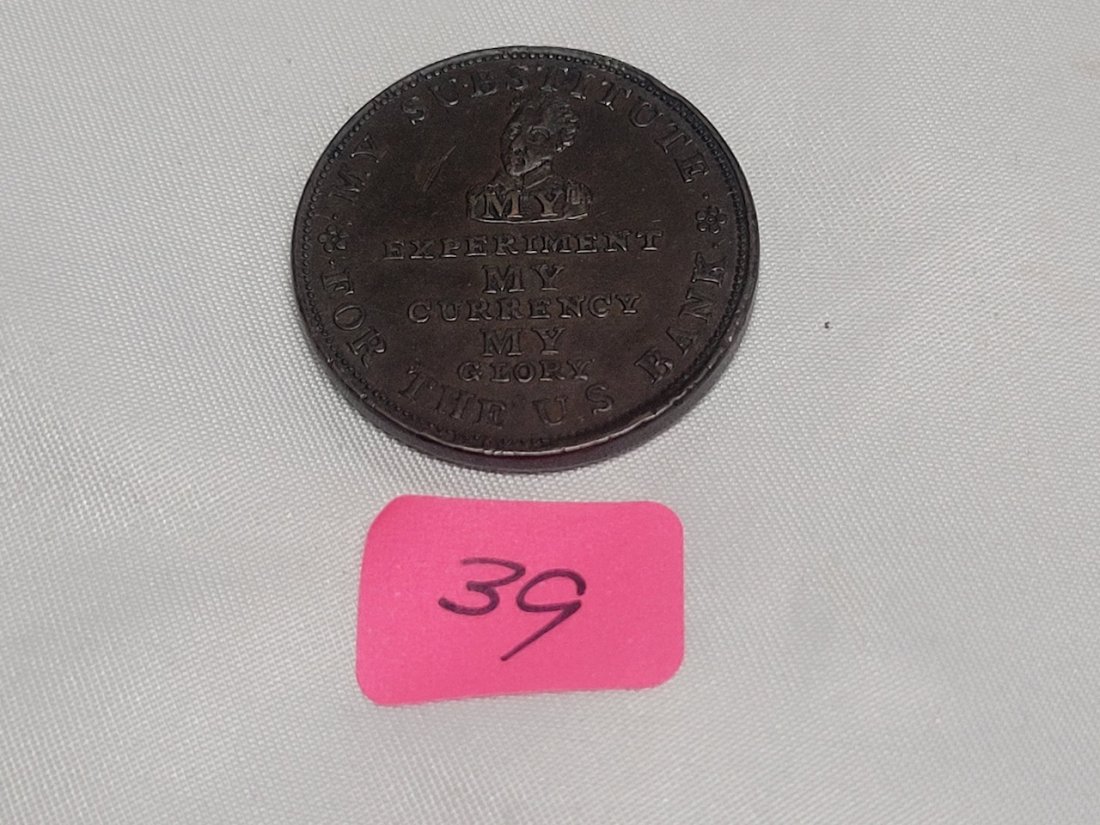 MY SUBSTITUTE
FOR THE U.S BANK
MY
EXPERIMENT
MY
CURRENCY
MY
GLORY
39